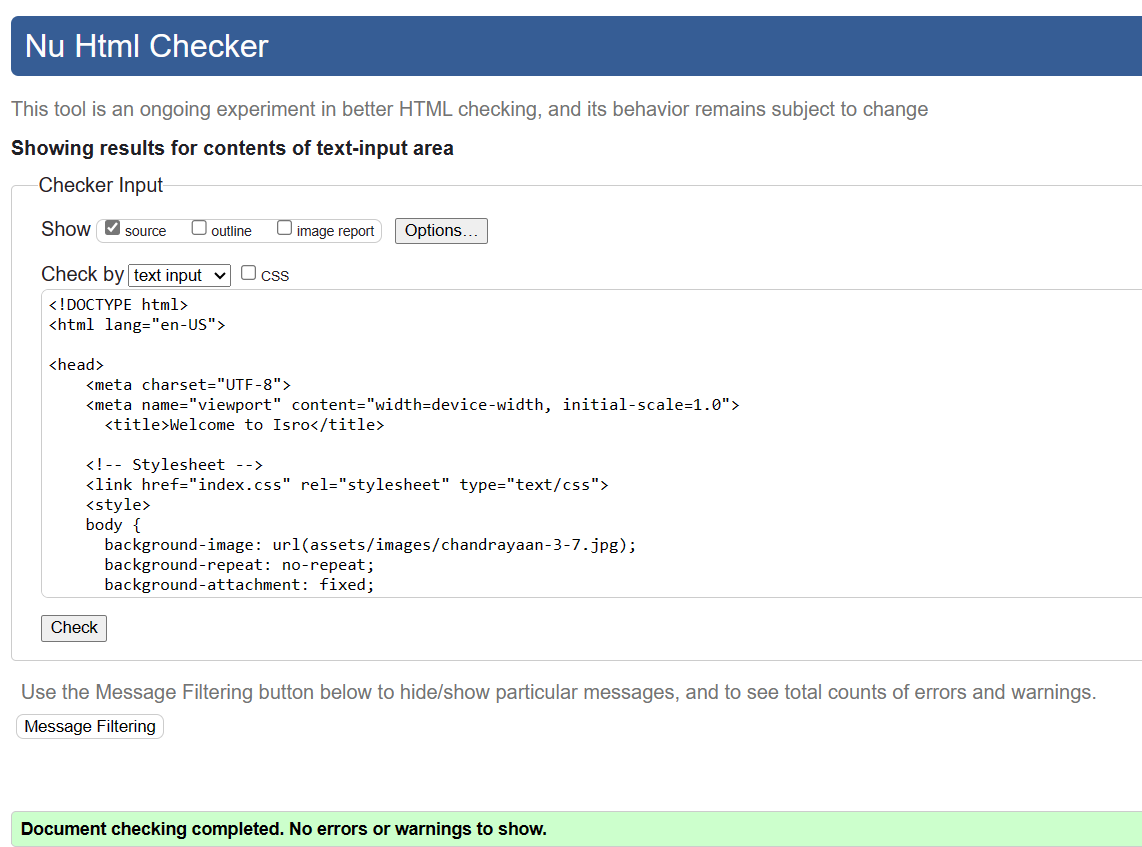 Nu Html Checker
This tool is an ongoing experiment in better HTML checking, and its behavior remains subject to change
Showing results for contents of text-input area
Checker Input
Show source outline image report Options...
Check by text input CSS
<!DOCTYPE html>
<html lang="en-US">
<head>
    <meta charset="UTF-8">
    <meta name="viewport" content="width=device-width, initial-scale=1.0">
      <title>Welcome to Isro</title>
    <!-- Stylesheet -->
    <link href="index.css" rel="stylesheet" type="text/css">
    <style>
    body {
      background-image: url(assets/images/chandrayaan-3-7.jpg);
      background-repeat: no-repeat;
      background-attachment: fixed;
Check
Use the Message Filtering button below to hide/show particular messages, and to see total counts of errors and warnings.
Message Filtering
Document checking completed. No errors or warnings to show.